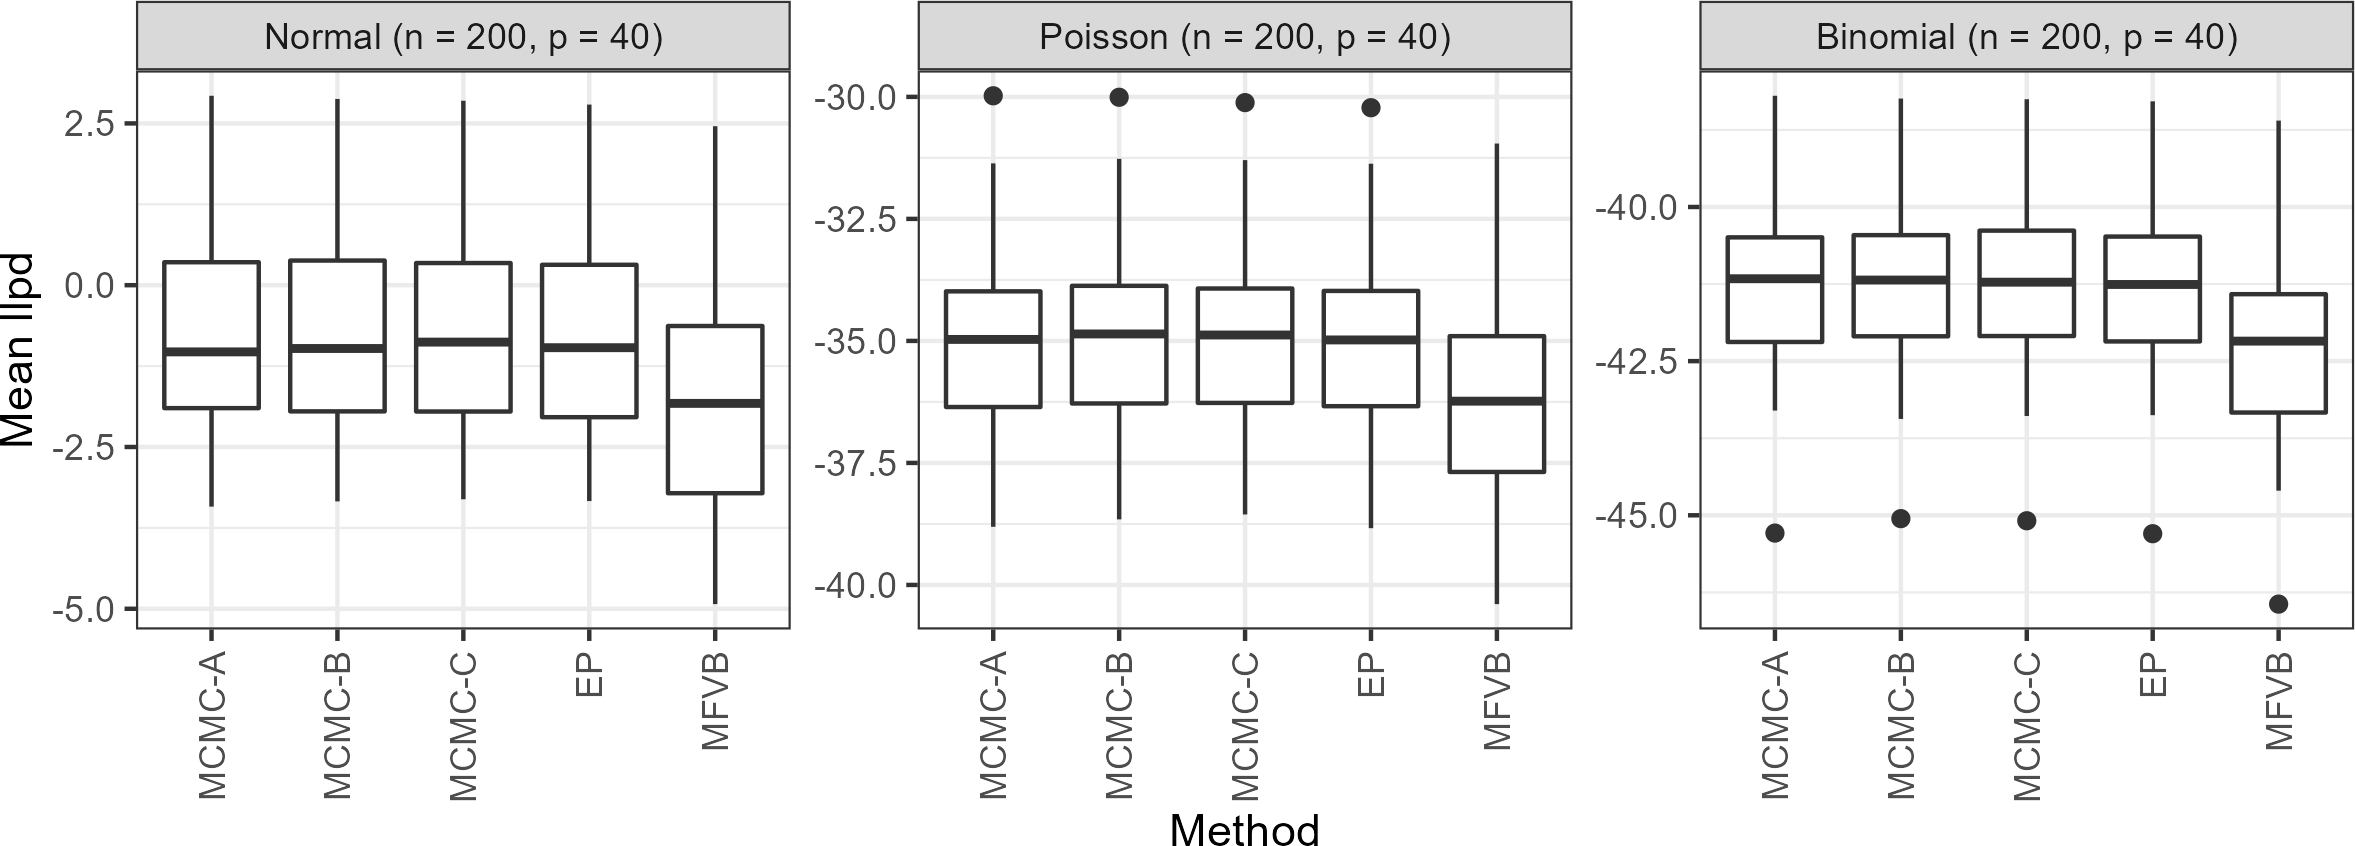 Normal (n = 200, p = 40)
Poisson (n = 200, p = 40)
Binomial (n = 200, p = 40)
Mean llpd
2.5
0.0
-2.5
-5.0
-30.0
-32.5
-35.0
-37.5
-40.0
-40.0
-42.5
-45.0
MCMC-A
MCMC-B
MCMC-C
EP
MFVB
MCMC-A
MCMC-B
MCMC-C
EP
MFVB
MCMC-A
MCMC-B
MCMC-C
EP
MFVB
Method